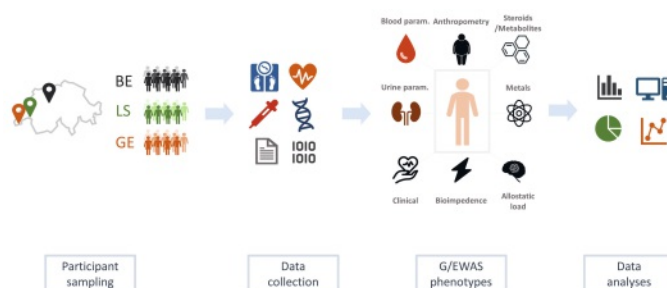 Blood param.
Anthropometry
Steroids
/Metabolites
BE
LS
GE
Urine param.
Metals
1010
1010
Clinical
Bioimpedence
Allostatic
load
Participant
sampling
Data
collection
G/EWAS
phenotypes
Data
analyses